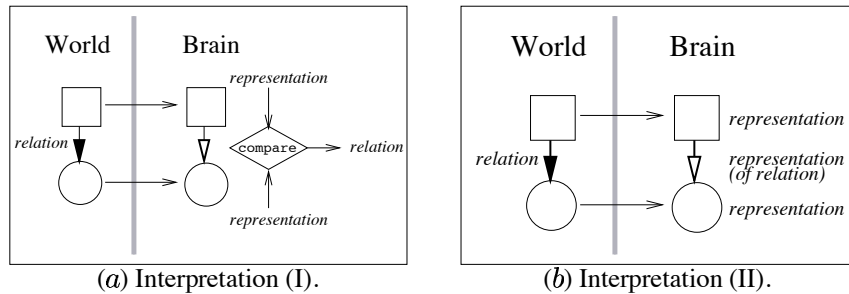 World Brain
representation
relation
compare
relation
representation
(a) Interpretation (I).
World Brain
representation
relation
representation
(of relation)
representation
(b) Interpretation (II).